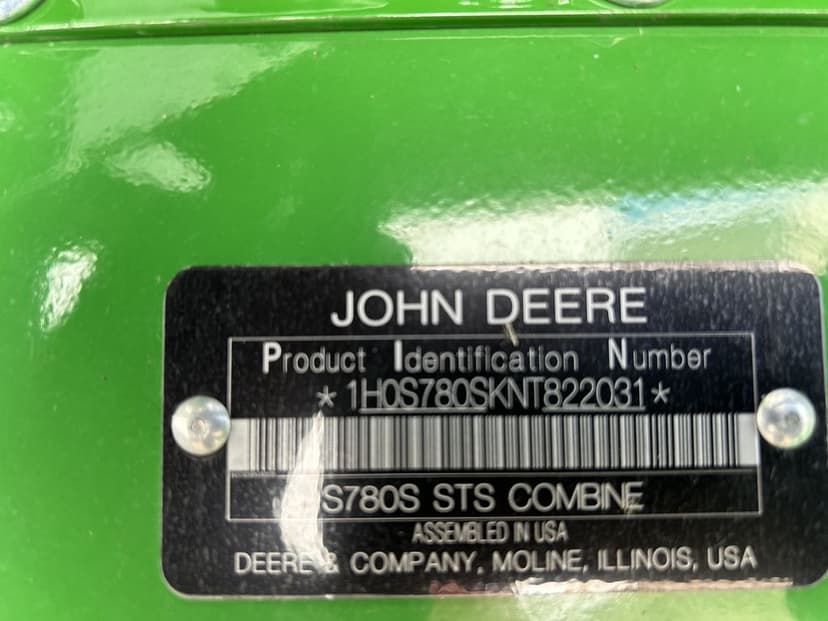 JOHN DEERE
Product Identification Number
*1H0S780SKNT822031*
S780S STS COMBINE
ASSEMBLED IN USA
DEERE & COMPANY, MOLINE, ILLINOIS, USA